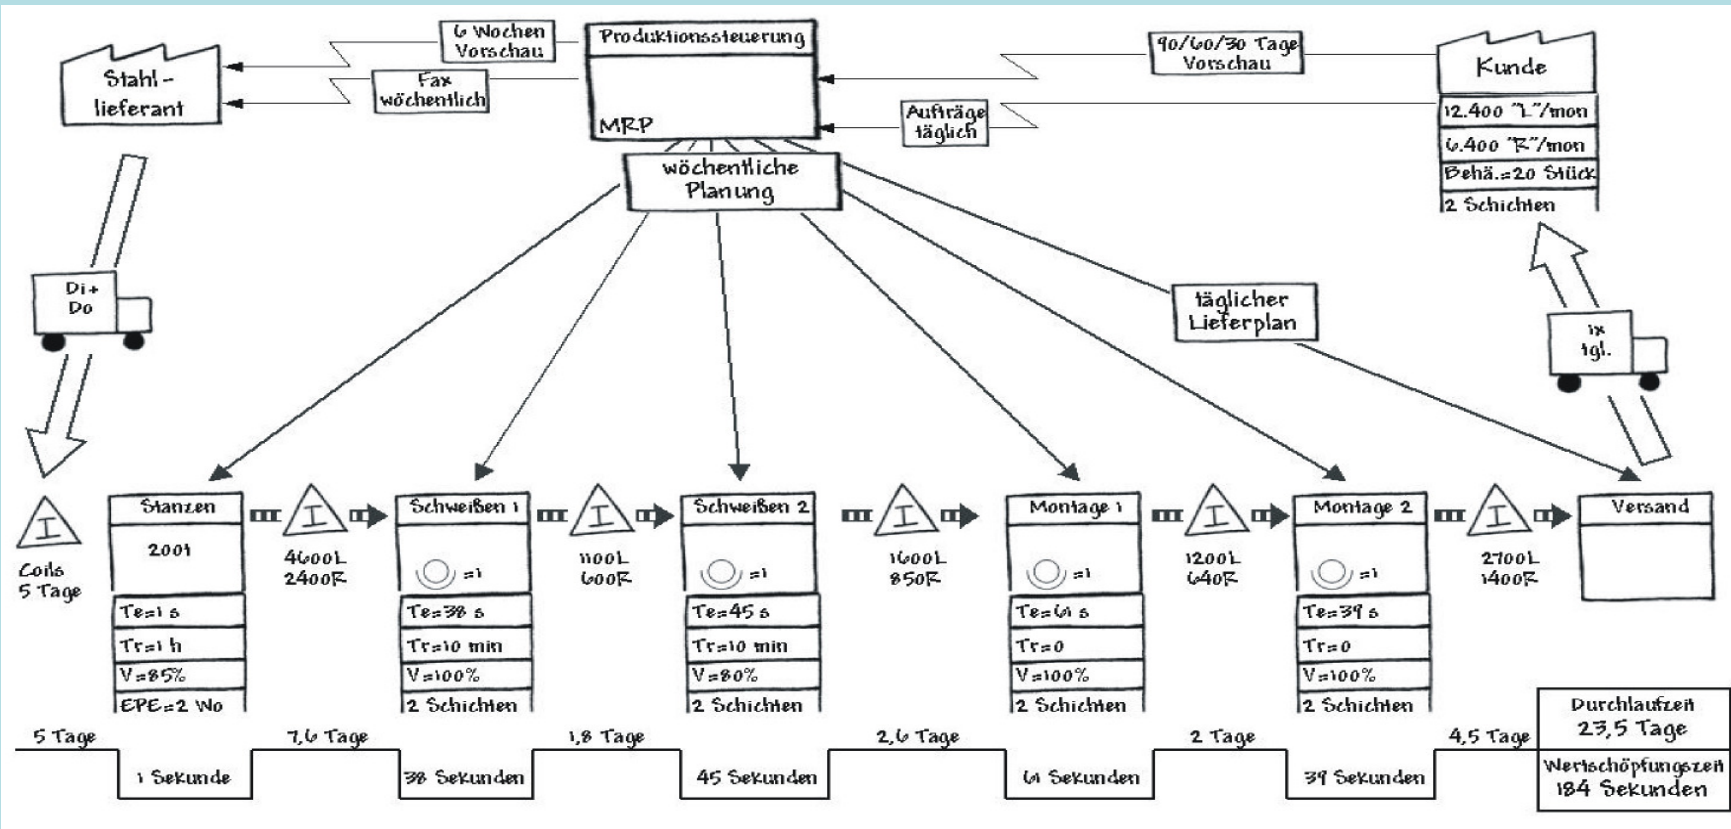 Stahl-
lieferant
6 Wochen
Vorschau
Fax
wöchentlich
Produktionssteuerung
MRP
wöchentliche
Planung
90/60/30 Tage
Vorschau
Aufträge
täglich
Kunde
12.400 "L"/mon
6.400 "R"/mon
Behä.=20 Stück
2 Schichten
Di+
Do
täglicher
Lieferplan
1x
tgl.
I
Coils
5 Tage
Stanzen
200t
Te=1 s
Tr=1 h
V=85%
EPE=2 Wo
I
4600L
2400R
Schweißen 1
=1
Te=38 s
Tr=10 min
V=100%
2 Schichten
I
1100L
600R
Schweißen 2
=1
Te=45 s
Tr=10 min
V=80%
2 Schichten
I
1600L
850R
Montage 1
=1
Te=61 s
Tr=0
V=100%
2 Schichten
I
1200L
640R
Montage 2
=1
Te=39 s
Tr=0
V=100%
2 Schichten
I
2700L
1400R
Versand
5 Tage
1 Sekunde
7,6 Tage
38 Sekunden
1,8 Tage
45 Sekunden
2,6 Tage
61 Sekunden
2 Tage
39 Sekunden
4,5 Tage
Durchlaufzeit
23,5 Tage
Wertschöpfungszeit
184 Sekunden